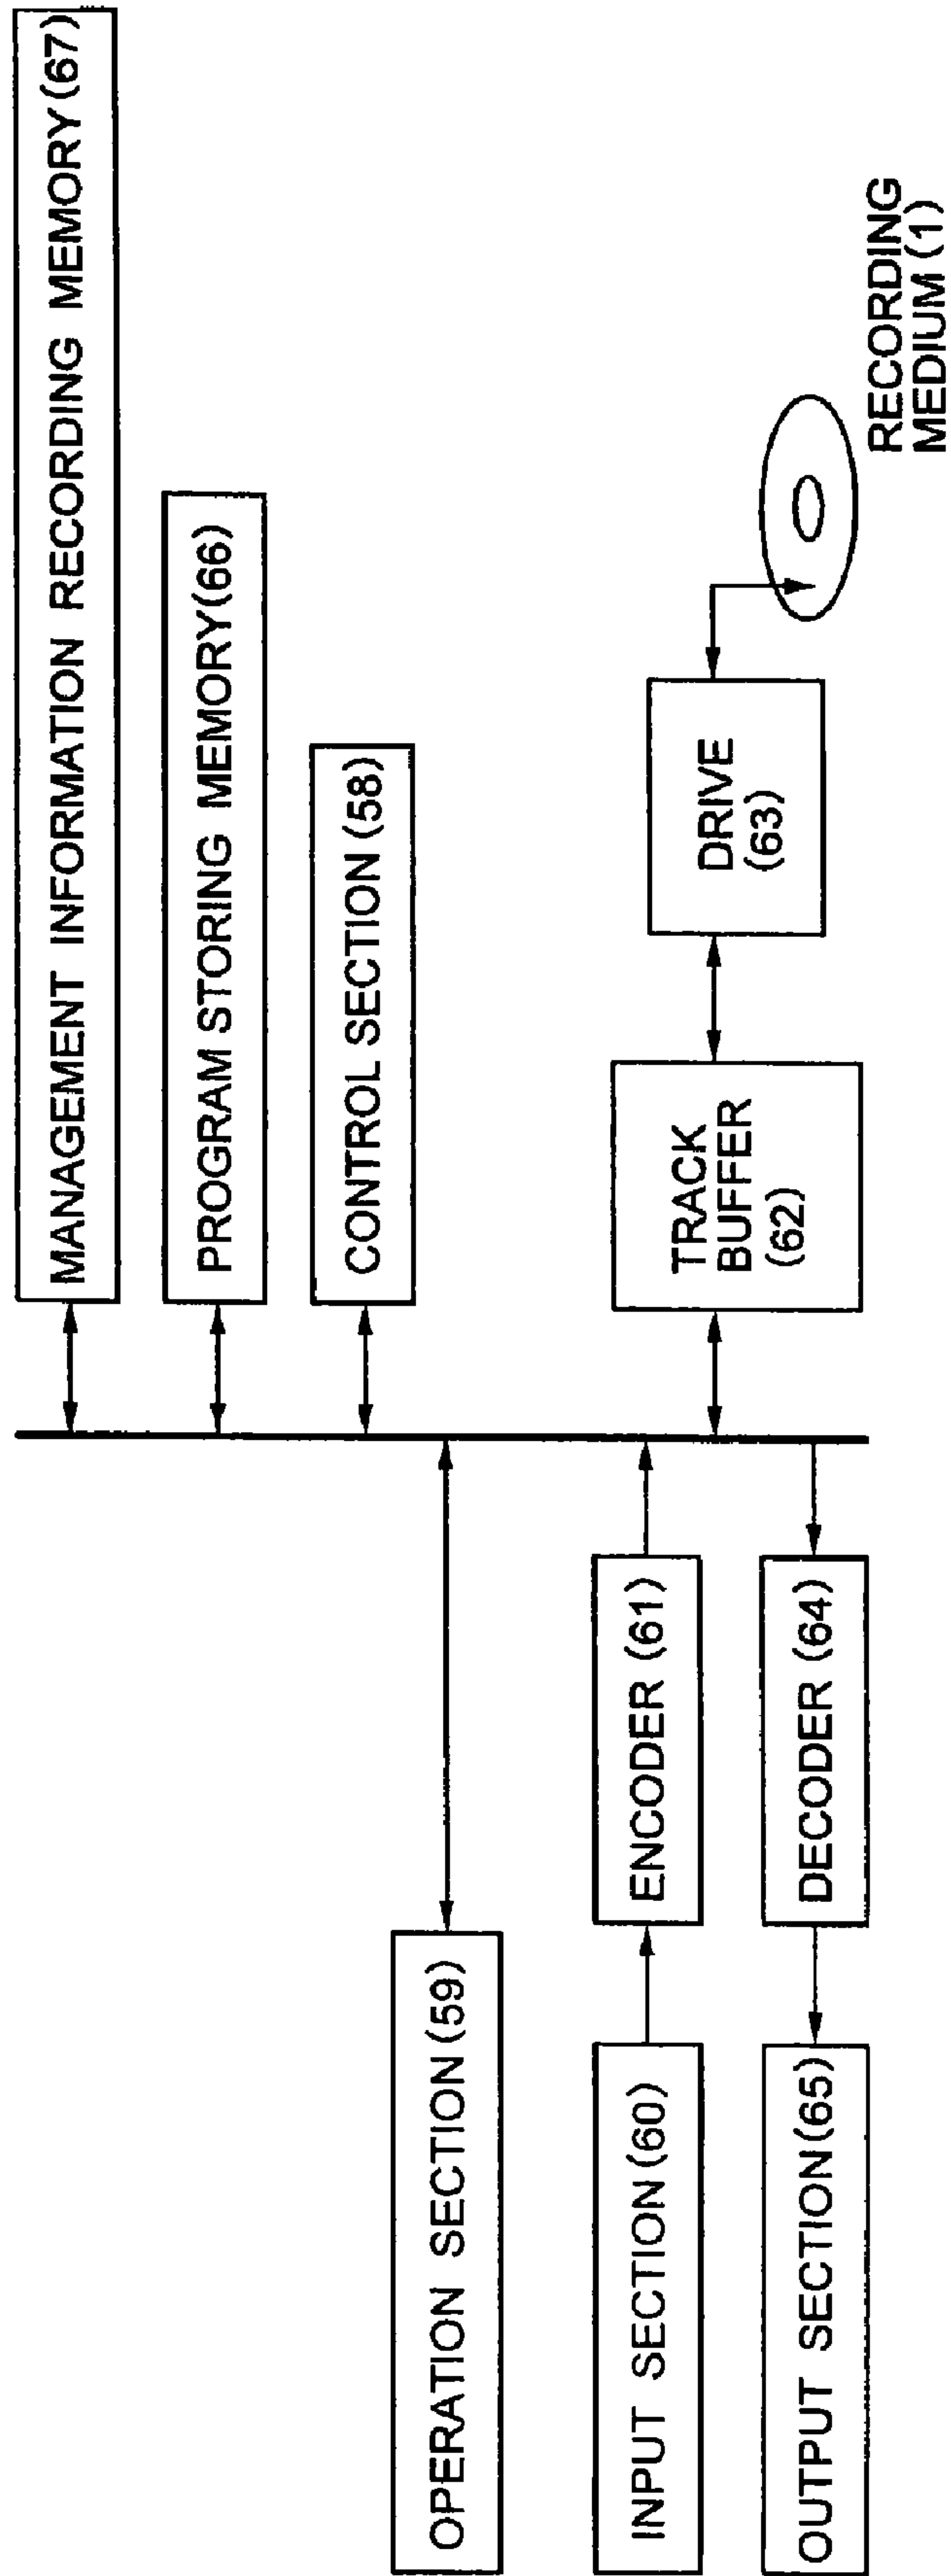 MANAGEMENT INFORMATION RECORDING MEMORY(67)
PROGRAM STORING MEMORY(66)
CONTROL SECTION (58)
OPERATION SECTION(59)
INPUT SECTION(60)
ENCODER (61)
TRACK
BUFFER
(62)
DRIVE
(63)
RECORDING
MEDIUM (1)
OUTPUT SECTION(65)
DECODER (64)